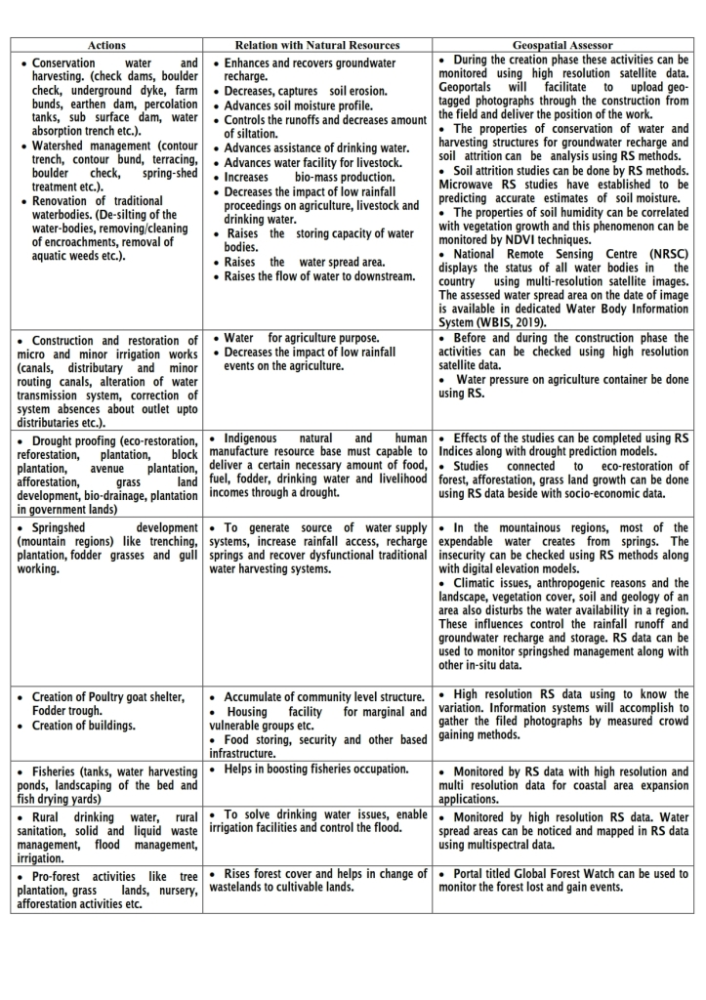 Actions
Relation with Natural Resources
Geospatial Assessor
• Conservation water and
harvesting. (check dams, boulder
check, underground dyke, farm
bunds, earthen dam, percolation
tanks, sub surface dam, water
absorption trench etc.).
• Watershed management (contour
trench, contour bund, terracing,
boulder check, spring-shed
treatment etc.).
• Renovation of traditional
waterbodies. (De-silting of the
water-bodies, removing/cleaning
of encroachments, removal of
aquatic weeds etc.).
• Enhances and recovers groundwater
recharge.
• Decreases, captures soil erosion.
• Advances soil moisture profile.
• Controls the runoffs and decreases amount
of siltation.
• Advances assistance of drinking water.
• Advances water facility for livestock.
• Increases bio-mass production.
• Decreases the impact of low rainfall
proceedings on agriculture, livestock and
drinking water.
• Raises the storing capacity of water
bodies.
• Raises the water spread area.
• Raises the flow of water to downstream.
• During the creation phase these activities can be
monitored using high resolution satellite data.
Geoportals will facilitate to upload geo-
tagged photographs through the construction from
the field and deliver the position of the work.
• The properties of conservation of water and
harvesting structures for groundwater recharge and
soil attrition can be analysis using RS methods.
• Soil attrition studies can be done by RS methods.
Microwave RS studies have established to be
predicting accurate estimates of soil moisture.
• The properties of soil humidity can be correlated
with vegetation growth and this phenomenon can be
monitored by NDVI techniques.
• National Remote Sensing Centre (NRSC)
displays the status of all water bodies in the
country using multi-resolution satellite images.
The assessed water spread area on the date of image
is available in dedicated Water Body Information
System (WBIS, 2019).
• Construction and restoration of
micro and minor irrigation works
(canals, distributary and minor
routing canals, alteration of water
transmission system, correction of
system absences about outlet upto
distributaries etc.).
• Water for agriculture purpose.
• Decreases the impact of low rainfall
events on the agriculture.
• Before and during the construction phase the
activities can be checked using high resolution
satellite data.
• Water pressure on agriculture container be done
using RS.
• Drought proofing (eco-restoration,
reforestation, plantation, block
plantation, avenue plantation,
afforestation, grass land
development, bio-drainage, plantation
in government lands)
• Indigenous natural and human
manufacture resource base must capable to
deliver a certain necessary amount of food,
fuel, fodder, drinking water and livelihood
incomes through a drought.
• Effects of the studies can be completed using RS
Indices along with drought prediction models.
• Studies connected to eco-restoration of
forest, afforestation, grass land growth can be done
using RS data beside with socio-economic data.
• Springshed development
(mountain regions) like trenching,
plantation, fodder grasses and gull
working.
• To generate source of water supply
systems, increase rainfall access, recharge
springs and recover dysfunctional traditional
water harvesting systems.
• In the mountainous regions, most of the
expendable water creates from springs. The
insecurity can be checked using RS methods along
with digital elevation models.
• Climatic issues, anthropogenic reasons and the
landscape, vegetation cover, soil and geology of an
area also disturbs the water availability in a region.
These influences control the rainfall runoff and
groundwater recharge and storage. RS data can be
used to monitor springshed management along with
other in-situ data.
• Creation of Poultry goat shelter,
Fodder trough.
• Creation of buildings.
• Accumulate of community level structure.
• Housing facility for marginal and
vulnerable groups etc.
• Food storing, security and other based
infrastructure.
• High resolution RS data using to know the
variation. Information systems will accomplish to
gather the filed photographs by measured crowd
gaining methods.
• Fisheries (tanks, water harvesting
ponds, landscaping of the bed and
fish drying yards)
• Helps in boosting fisheries occupation.
• Monitored by RS data with high resolution and
multi resolution data for coastal area expansion
applications.
• Rural drinking water, rural
sanitation, solid and liquid waste
management, flood management,
irrigation.
• To solve drinking water issues, enable
irrigation facilities and control the flood.
• Monitored by high resolution RS data. Water
spread areas can be noticed and mapped in RS data
using multispectral data.
• Pro-forest activities like tree
plantation, grass lands, nursery,
afforestation activities etc.
• Rises forest cover and helps in change of
wastelands to cultivable lands.
• Portal titled Global Forest Watch can be used to
monitor the forest lost and gain events.